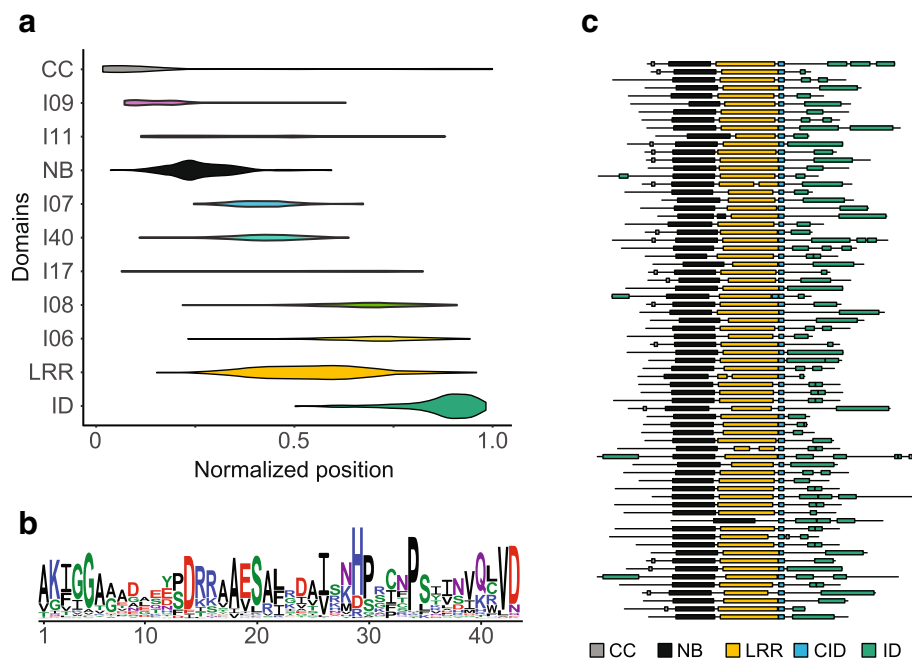 a
CC
I09
I11
NB
I07
I40
I17
I08
I06
LRR
ID
Domains
0
0.5
1.0
Normalized position
b
1
10
20
30
40
c
CC
NB
LRR
CID
ID